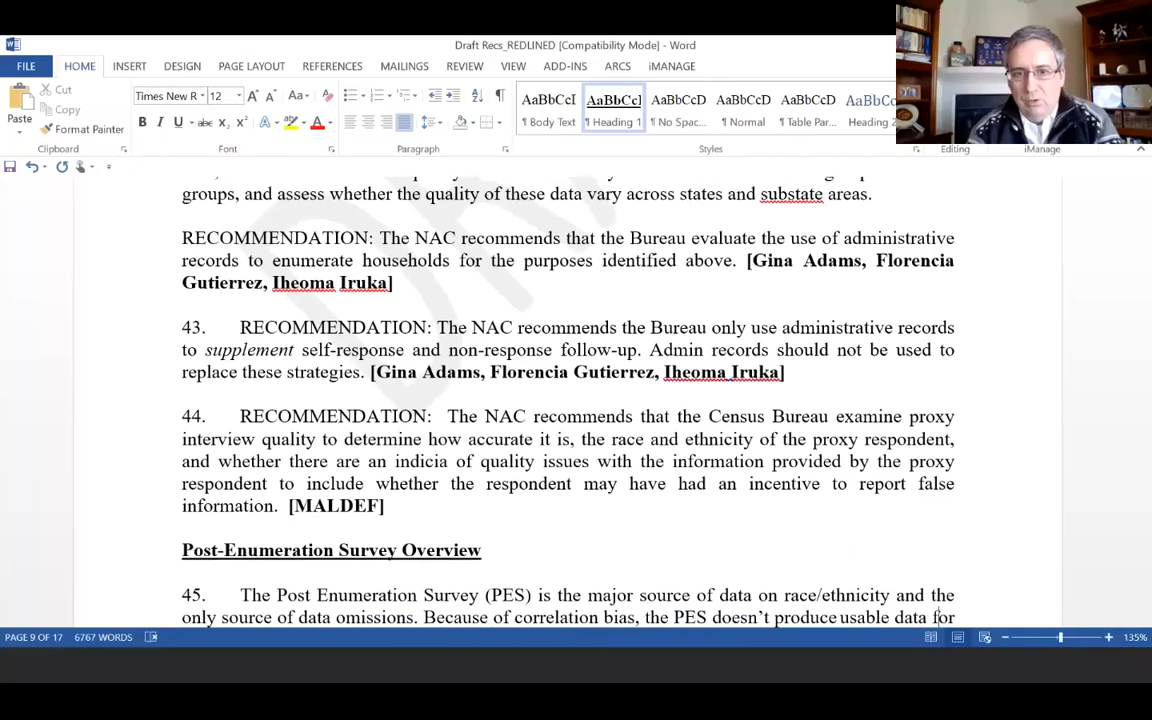 Draft Recs_REDLINED [Compatibility Mode] - Word
FILE HOME INSERT DESIGN PAGE LAYOUT REFERENCES MAILINGS REVIEW VIEW ADD-INS ARCS iMANAGE
Paste
Cut
Copy
Format Painter
Times New R 12
Aa
B I U abc X2 X2 A A
AaBbCcI AaBbCcI AaBbCcD AaBbCcD AaBbCcD AaBbCc
¶ Body Text ¶ Heading 1 ¶ No Spac... ¶ Normal ¶ Table Par... Heading 2
Clipboard Font Paragraph Styles Editing iManage
groups, and assess whether the quality of these data vary across states and substate areas.
RECOMMENDATION: The NAC recommends that the Bureau evaluate the use of administrative
records to enumerate households for the purposes identified above. [Gina Adams, Florencia
Gutierrez, Iheoma Iruka]
43. RECOMMENDATION: The NAC recommends the Bureau only use administrative records
to supplement self-response and non-response follow-up. Admin records should not be used to
replace these strategies. [Gina Adams, Florencia Gutierrez, Iheoma Iruka]
44. RECOMMENDATION: The NAC recommends that the Census Bureau examine proxy
interview quality to determine how accurate it is, the race and ethnicity of the proxy respondent,
and whether there are an indicia of quality issues with the information provided by the proxy
respondent to include whether the respondent may have had an incentive to report false
information. [MALDEF]
Post-Enumeration Survey Overview
45. The Post Enumeration Survey (PES) is the major source of data on race/ethnicity and the
only source of data omissions. Because of correlation bias, the PES doesn't produce usable data for
PAGE 9 OF 17 6767 WORDS 135%